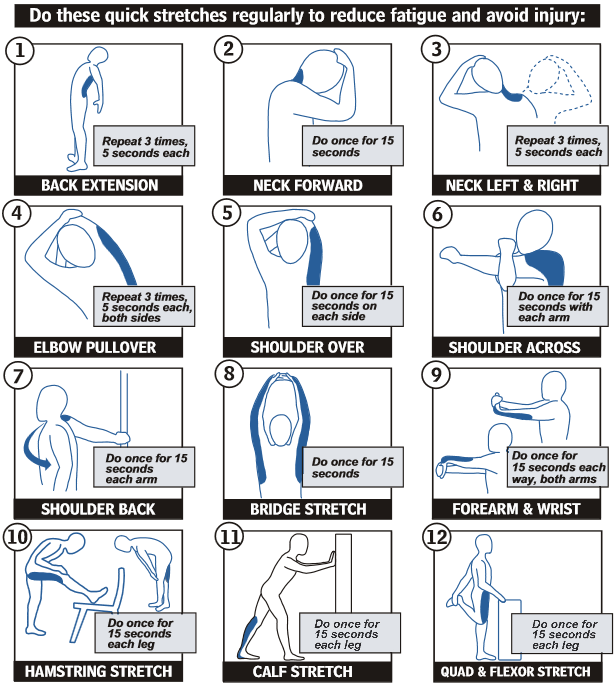 Do these quick stretches regularly to reduce fatigue and avoid injury:
1
Repeat 3 times,
5 seconds each
BACK EXTENSION
2
Do once for 15
seconds
NECK FORWARD
3
Repeat 3 times,
5 seconds each
NECK LEFT & RIGHT
4
Repeat 3 times,
5 seconds each,
both sides
ELBOW PULLOVER
5
Do once for 15
seconds on
each side
SHOULDER OVER
6
Do once for 15
seconds with
each arm
SHOULDER ACROSS
7
Do once for 15
seconds
each arm
SHOULDER BACK
8
Do once for 15
seconds
BRIDGE STRETCH
9
Do once for
15 seconds each
way, both arms
FOREARM & WRIST
10
Do once for
15 seconds
each leg
HAMSTRING STRETCH
11
Do once for
15 seconds
each leg
CALF STRETCH
12
Do once for
15 seconds
each leg
QUAD & FLEXOR STRETCH